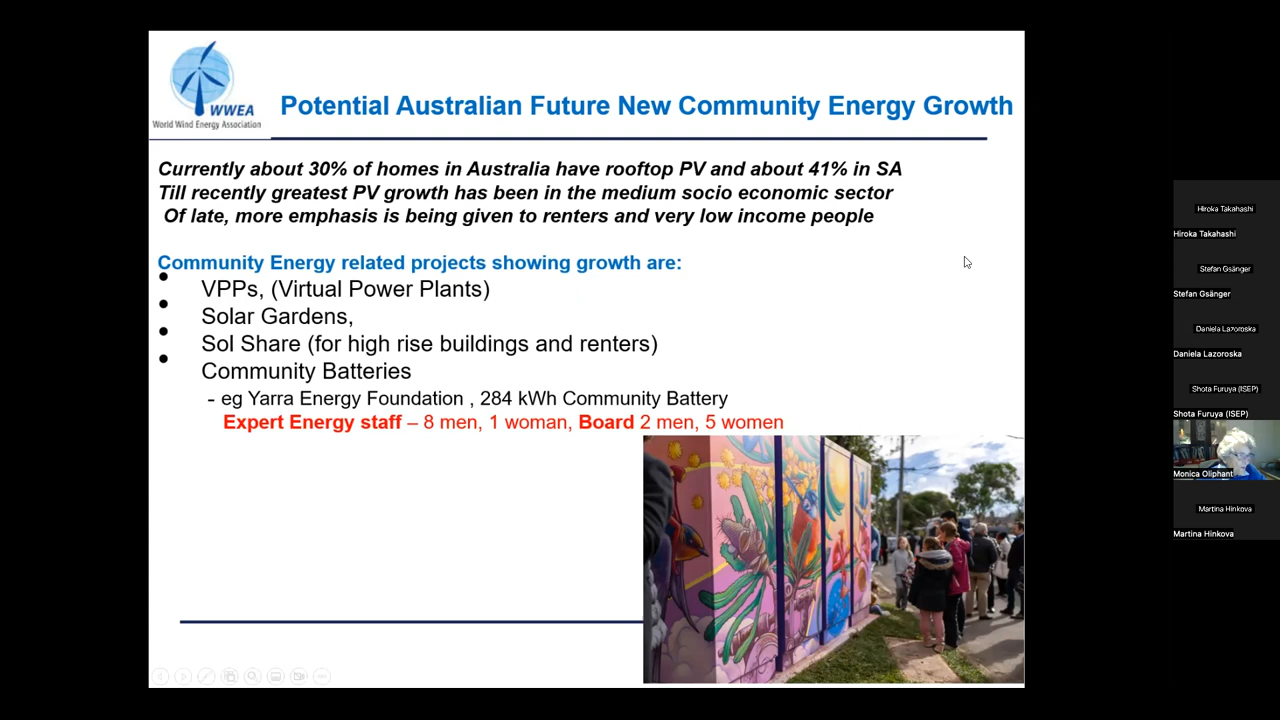 WWEA
World Wind Energy Association
Potential Australian Future New Community Energy Growth
Currently about 30% of homes in Australia have rooftop PV and about 41% in SA
Till recently greatest PV growth has been in the medium socio economic sector
Of late, more emphasis is being given to renters and very low income people
Community Energy related projects showing growth are:
• VPPs, (Virtual Power Plants)
• Solar Gardens,
• Sol Share (for high rise buildings and renters)
• Community Batteries
- eg Yarra Energy Foundation , 284 kWh Community Battery
Expert Energy staff – 8 men, 1 woman, Board 2 men, 5 women
Hiroka Takahashi
Hiroka Takahashi
Stefan Gsänger
Stefan Gsänger
Daniela Lazoroska
Daniela Lazoroska
Shota Furuya (ISEP)
Shota Furuya (ISEP)
Monica Oliphant
Martina Hinkova
Martina Hinkova